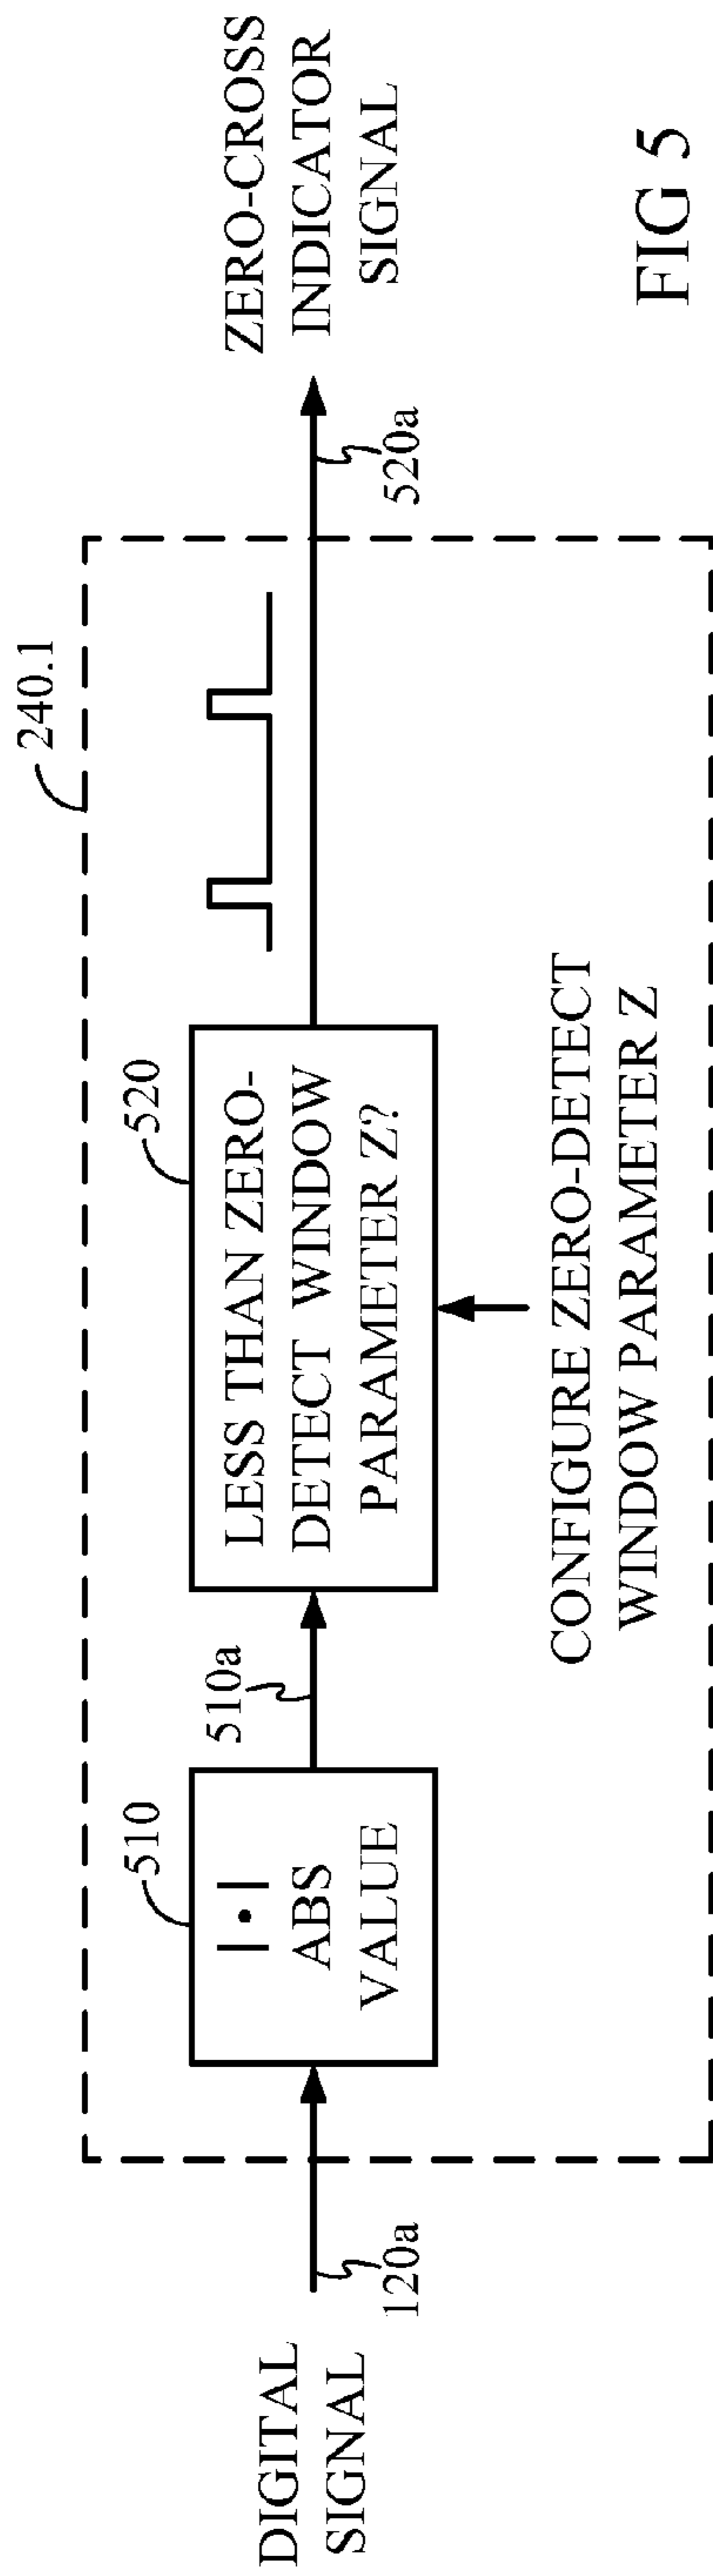 240.1
DIGITAL
SIGNAL
120a
510
|•|
ABS
VALUE
510a
520
LESS THAN ZERO-
DETECT WINDOW
PARAMETER Z?
CONFIGURE ZERO-DETECT
WINDOW PARAMETER Z
520a
ZERO-CROSS
INDICATOR
SIGNAL
FIG 5